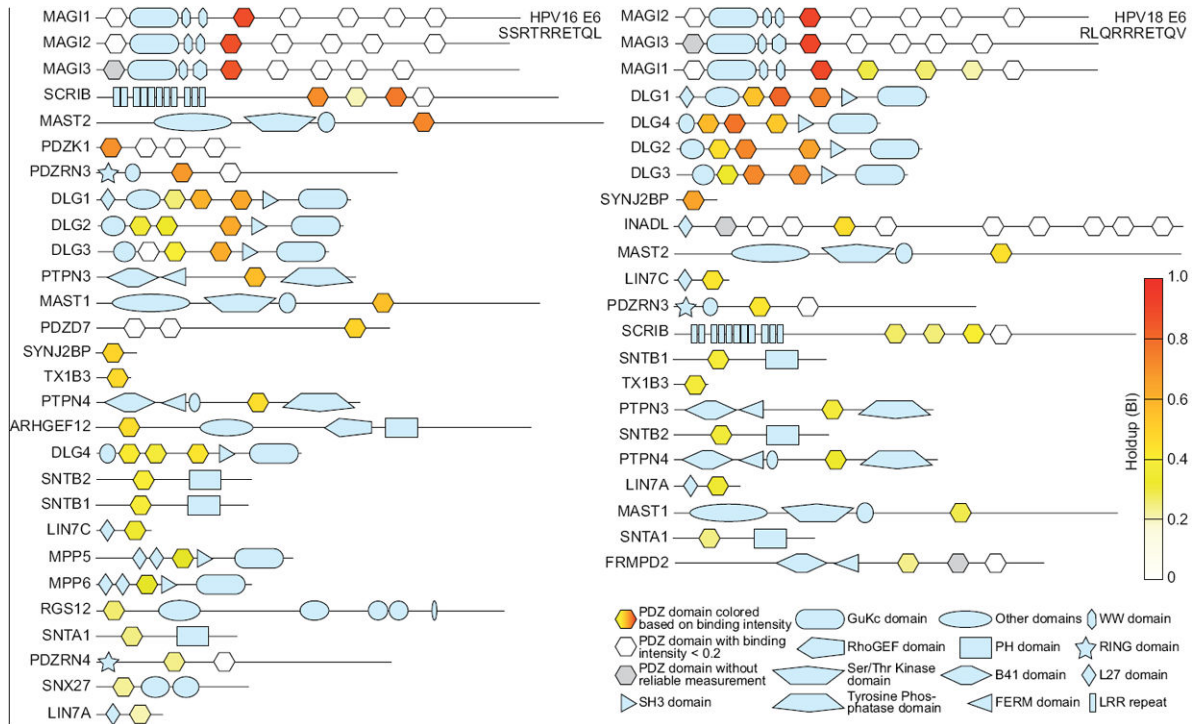 HPV16 E6
SSRTRRETQL
MAGI1
MAGI2
MAGI3
SCRIB
MAST2
PDZK1
PDZRN3
DLG1
DLG2
DLG3
PTPN3
MAST1
PDZD7
SYNJ2BP
TX1B3
PTPN4
ARHGEF12
DLG4
SNTB2
SNTB1
LIN7C
MPP5
MPP6
RGS12
SNTA1
PDZRN4
SNX27
LIN7A
HPV18 E6
RLQRRRETQV
MAGI2
MAGI3
MAGI1
DLG1
DLG4
DLG2
DLG3
SYNJ2BP
INADL
MAST2
LIN7C
PDZRN3
SCRIB
SNTB1
TX1B3
PTPN3
SNTB2
PTPN4
LIN7A
MAST1
SNTA1
FRMPD2
1.0
0.8
0.6
0.4
0.2
0
Holdup (BI)
PDZ domain colored
based on binding intensity
PDZ domain with binding
intensity < 0.2
PDZ domain without
reliable measurement
SH3 domain
GuKc domain
RhoGEF domain
Ser/Thr Kinase
domain
Tyrosine Phos-
phatase domain
Other domains
PH domain
B41 domain
FERM domain
WW domain
RING domain
L27 domain
LRR repeat